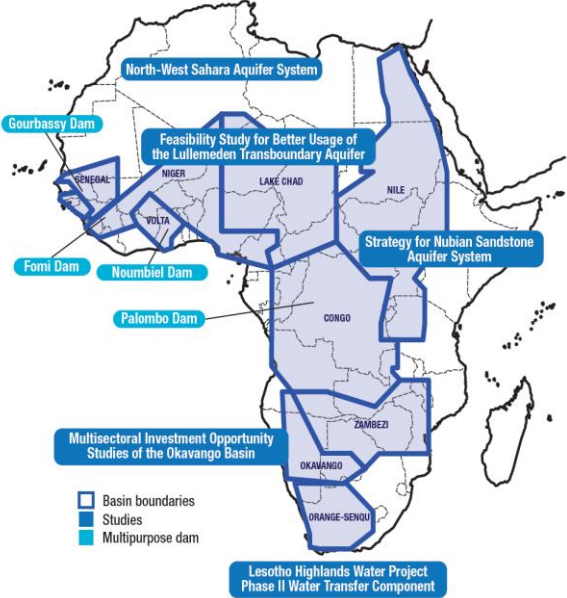 North-West Sahara Aquifer System
Gourbassy Dam
Feasibility Study for Better Usage of
the Lullemeden Transboundary Aquifer
SENEGAL
NIGER
LAKE CHAD
NILE
VOLTA
Strategy for Nubian Sandstone
Aquifer System
Fomi Dam
Noumbiel Dam
Palombo Dam
CONGO
ZAMBEZI
Multisectoral Investment Opportunity
Studies of the Okavango Basin
OKAVANGO
Basin boundaries
Studies
Multipurpose dam
ORANGE-SENQU
Lesotho Highlands Water Project
Phase II Water Transfer Component